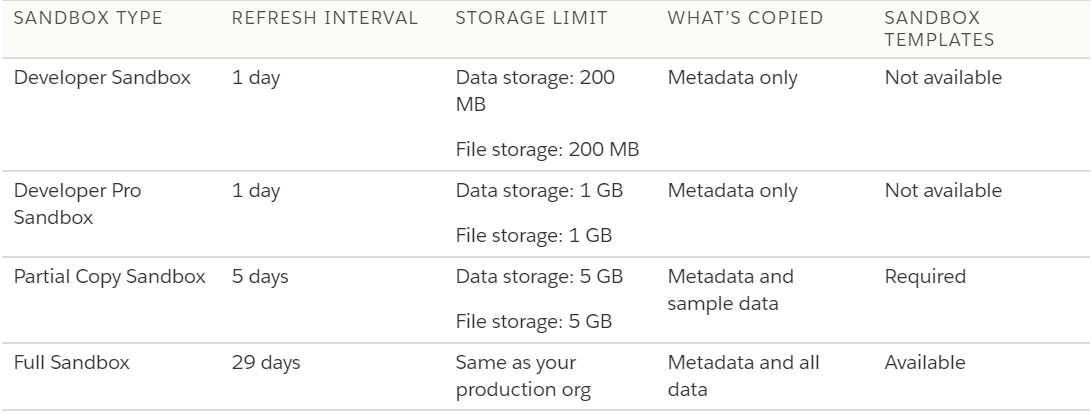 SANDBOX TYPE REFRESH INTERVAL STORAGE LIMIT WHAT’S COPIED SANDBOX
TEMPLATES
Developer Sandbox 1 day Data storage: 200 Metadata only Not available
MB
File storage: 200 MB
Developer Pro 1 day Data storage: 1 GB Metadata only Not available
Sandbox
File storage: 1 GB
Partial Copy Sandbox 5 days Data storage: 5 GB Metadata and Required
sample data
File storage: 5 GB
Full Sandbox 29 days Same as your Metadata and all Available
production org data